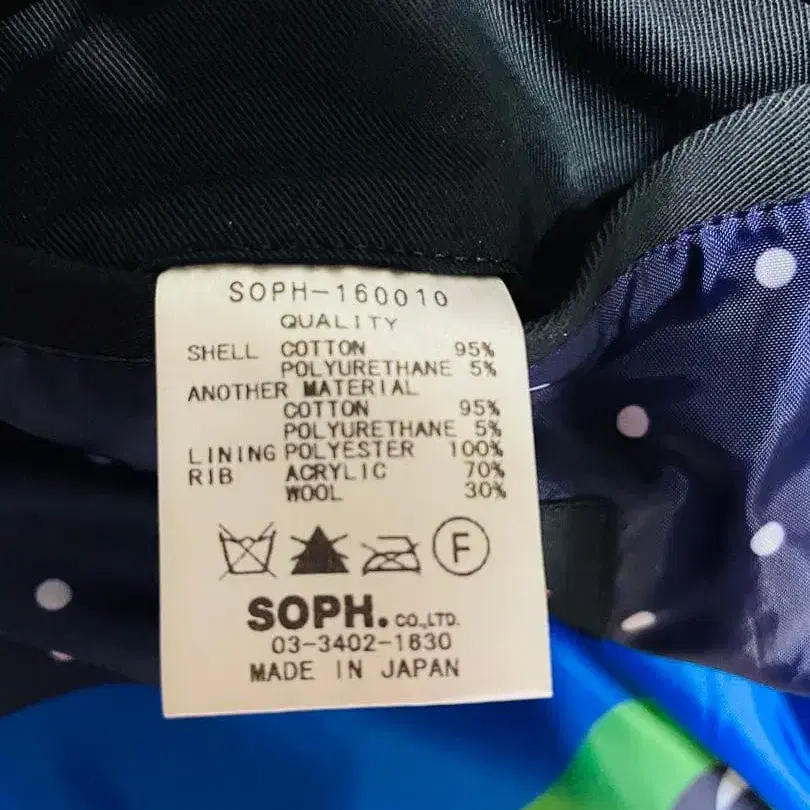 SOPH-160010
QUALITY
SHELL COTTON 95%
POLYURETHANE 5%
ANOTHER MATERIAL
COTTON 95%
POLYURETHANE 5%
LINING POLYESTER 100%
RIB ACRYLIC 70%
WOOL 30%
F
SOPH. CO.,LTD.
03-3402-1630
MADE IN JAPAN